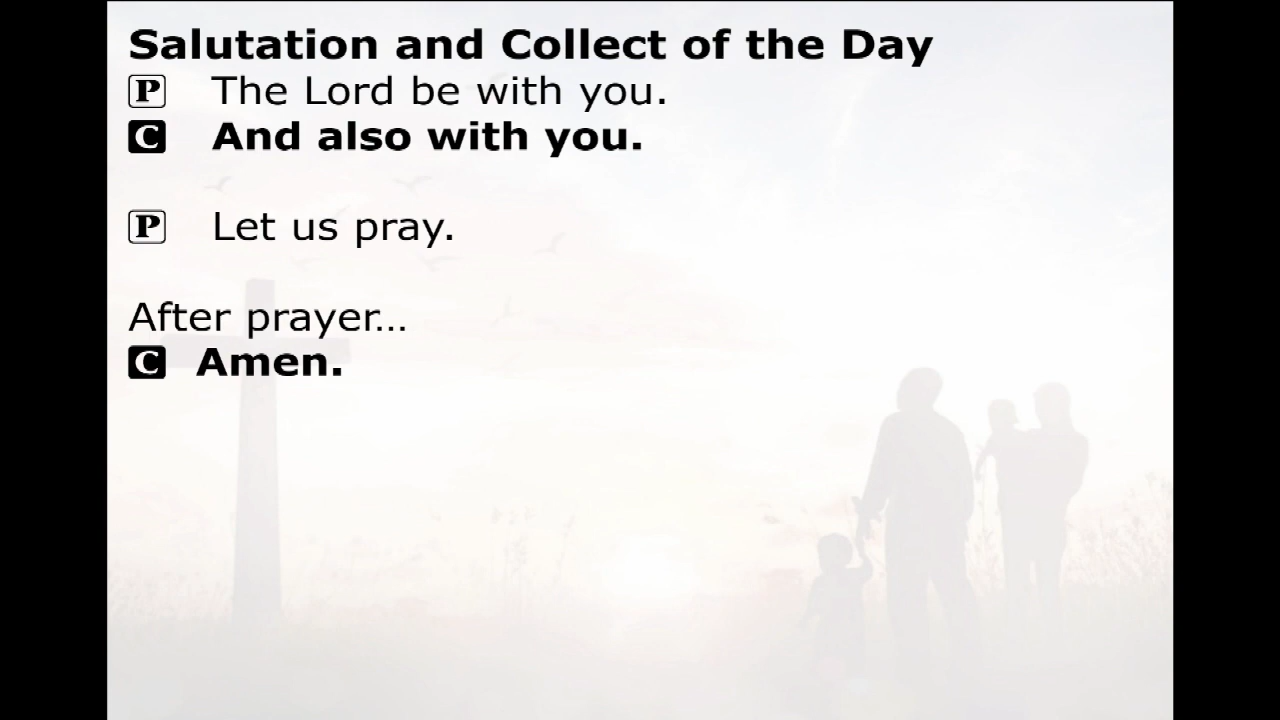 Salutation and Collect of the Day
P The Lord be with you.
C And also with you.
P Let us pray.
After prayer…
C Amen.